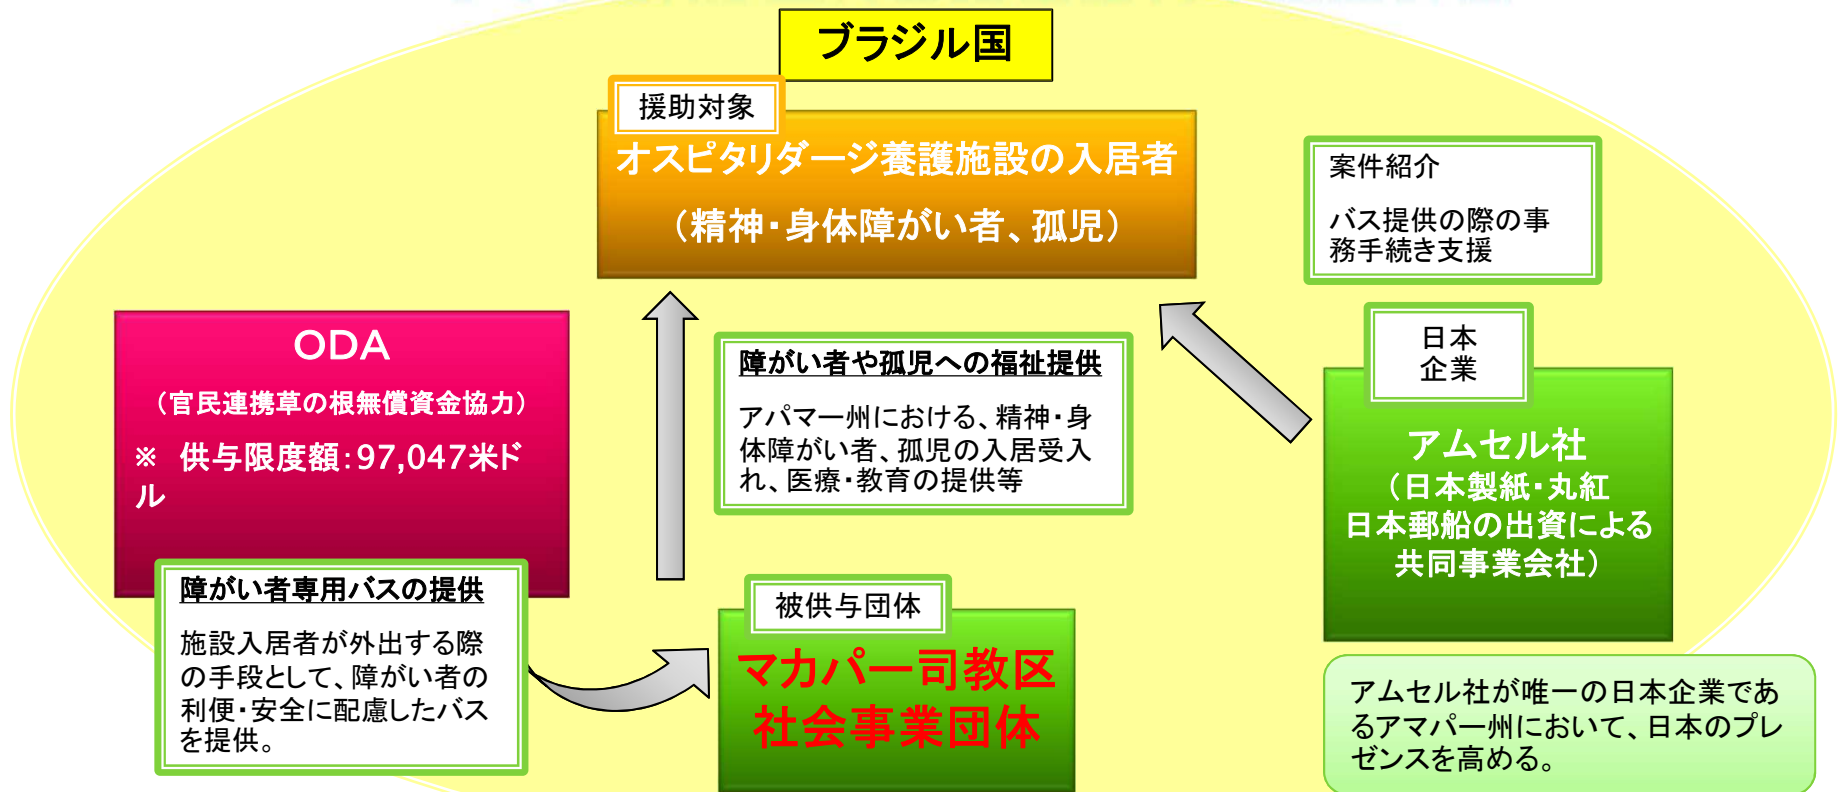 ブラジル国
援助対象
オスピタリダージ養護施設の入居者
（精神・身体障がい者、孤児）
案件紹介
バス提供の際の事
務手続き支援
ODA
（官民連携草の根無償資金協力）
※ 供与限度額：97,047米ド
ル
障がい者専用バスの提供
施設入居者が外出する際
の手段として、障がい者の
利便・安全に配慮したバス
を提供。
障がい者や孤児への福祉提供
アパマー州における、精神・身
体障がい者、孤児の入居受入
れ、医療・教育の提供等
被供与団体
マカパー司教区
社会事業団体
日本
企業
アムセル社
（日本製紙・丸紅
日本郵船の出資による
共同事業会社）
アムセル社が唯一の日本企業であ
るアマパー州において、日本のプレ
ゼンスを高める。